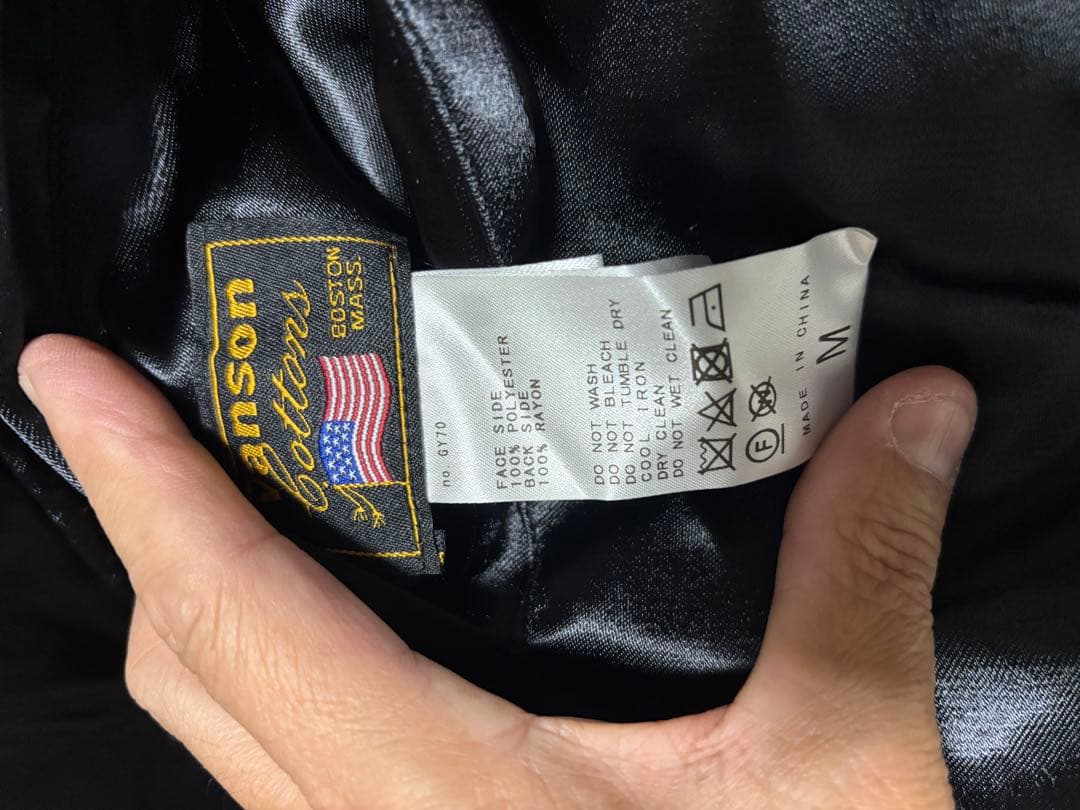 anson
Cottons
BOSTON
MASS.
no. GY70
FACE SIDE
100% POLYESTER
BACK SIDE
100% RAYON
DO NOT WASH
DO NOT BLEACH
DO NOT TUMBLE DRY
COOL IRON
DRY CLEAN
DO NOT WET CLEAN
F
W
MADE IN CHINA
M